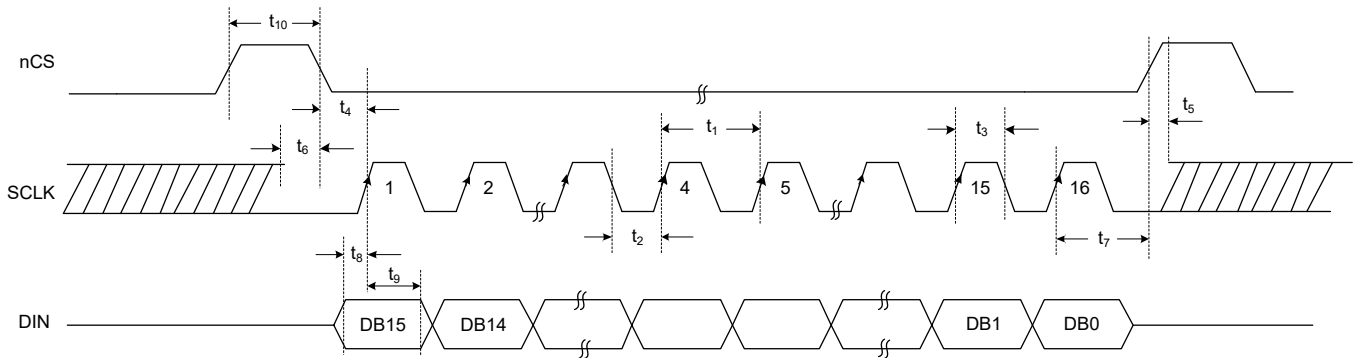 t10
nCS
t4
t5
t1
t3
t6
SCLK
1
2
4
5
15
16
t2
t7
t8
t9
DIN
DB15
DB14
DB1
DB0